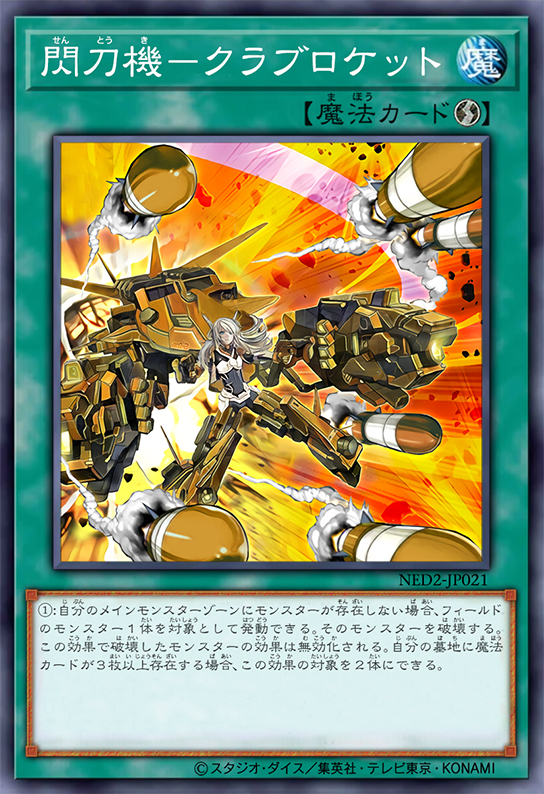 閃刀機－クラブロケット 魔
【魔法カード】
NED2-JP021
①：自分のメインモンスターゾーンにモンスターが存在しない場合、フィールド
のモンスター１体を対象として発動できる。そのモンスターを破壊する。
この効果で破壊したモンスターの効果は無効化される。自分の墓地に魔法
カードが３枚以上存在する場合、この効果の対象を２体にできる。
©スタジオ・ダイス／集英社・テレビ東京・KONAMI